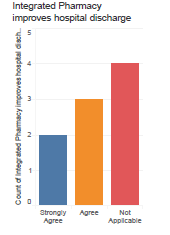 Integrated Pharmacy
improves hospital discharge
Count of Integrated Pharmacy improves hospital disch..
5
4
3
2
1
0
Strongly Agree
Agree
Not Applicable